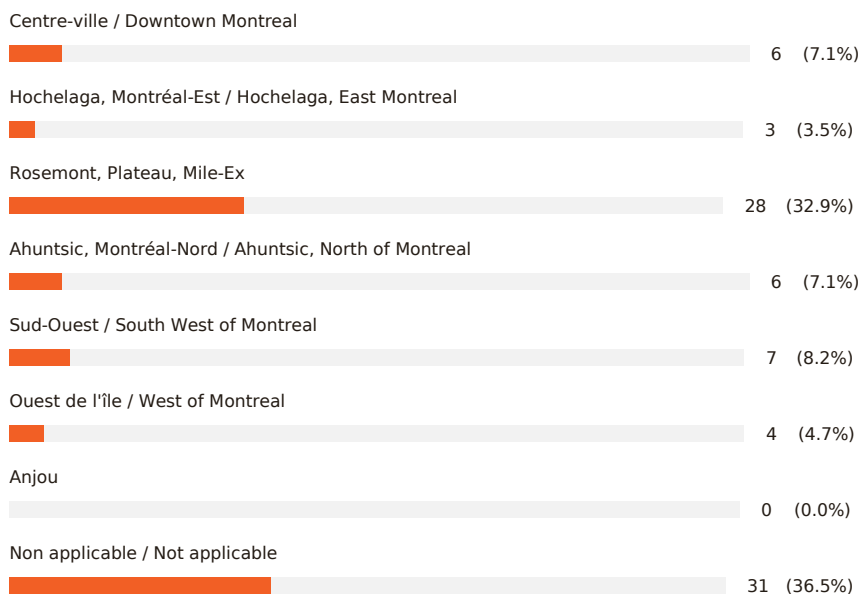 Centre-ville / Downtown Montreal
6 (7.1%)
Hochelaga, Montréal-Est / Hochelaga, East Montreal
3 (3.5%)
Rosemont, Plateau, Mile-Ex
28 (32.9%)
Ahuntsic, Montréal-Nord / Ahuntsic, North of Montreal
6 (7.1%)
Sud-Ouest / South West of Montreal
7 (8.2%)
Ouest de l'île / West of Montreal
4 (4.7%)
Anjou
0 (0.0%)
Non applicable / Not applicable
31 (36.5%)